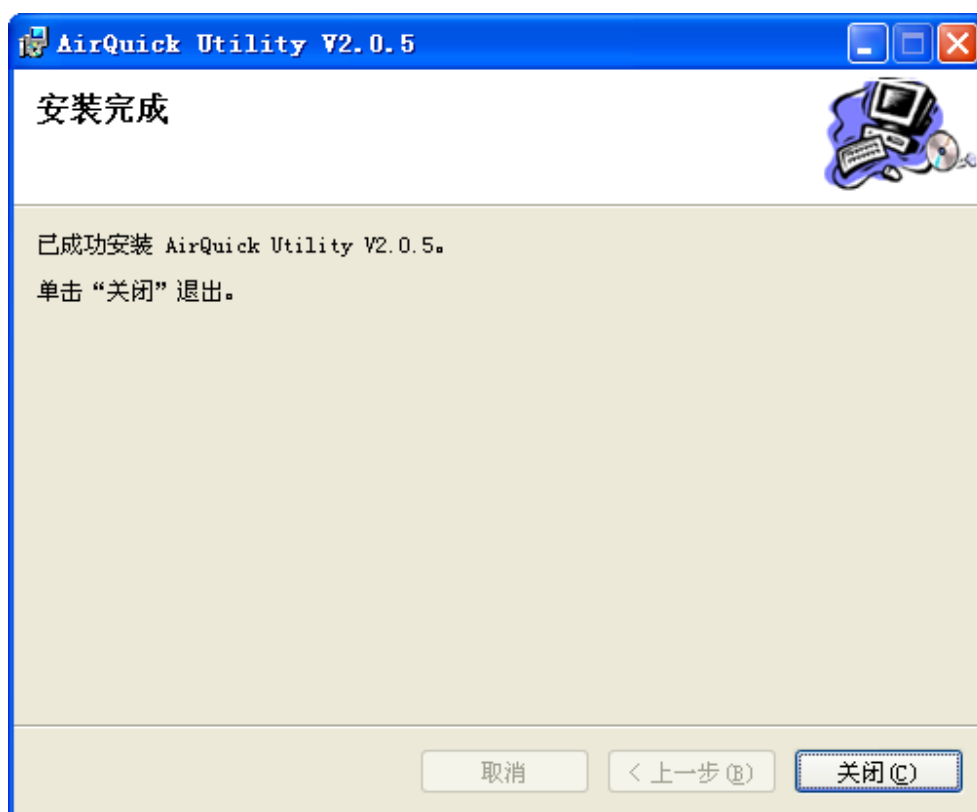 AirQuick Utility V2.0.5
安装完成
已成功安装 AirQuick Utility V2.0.5。
单击“关闭”退出。
取消
< 上一步(B)
关闭(C)